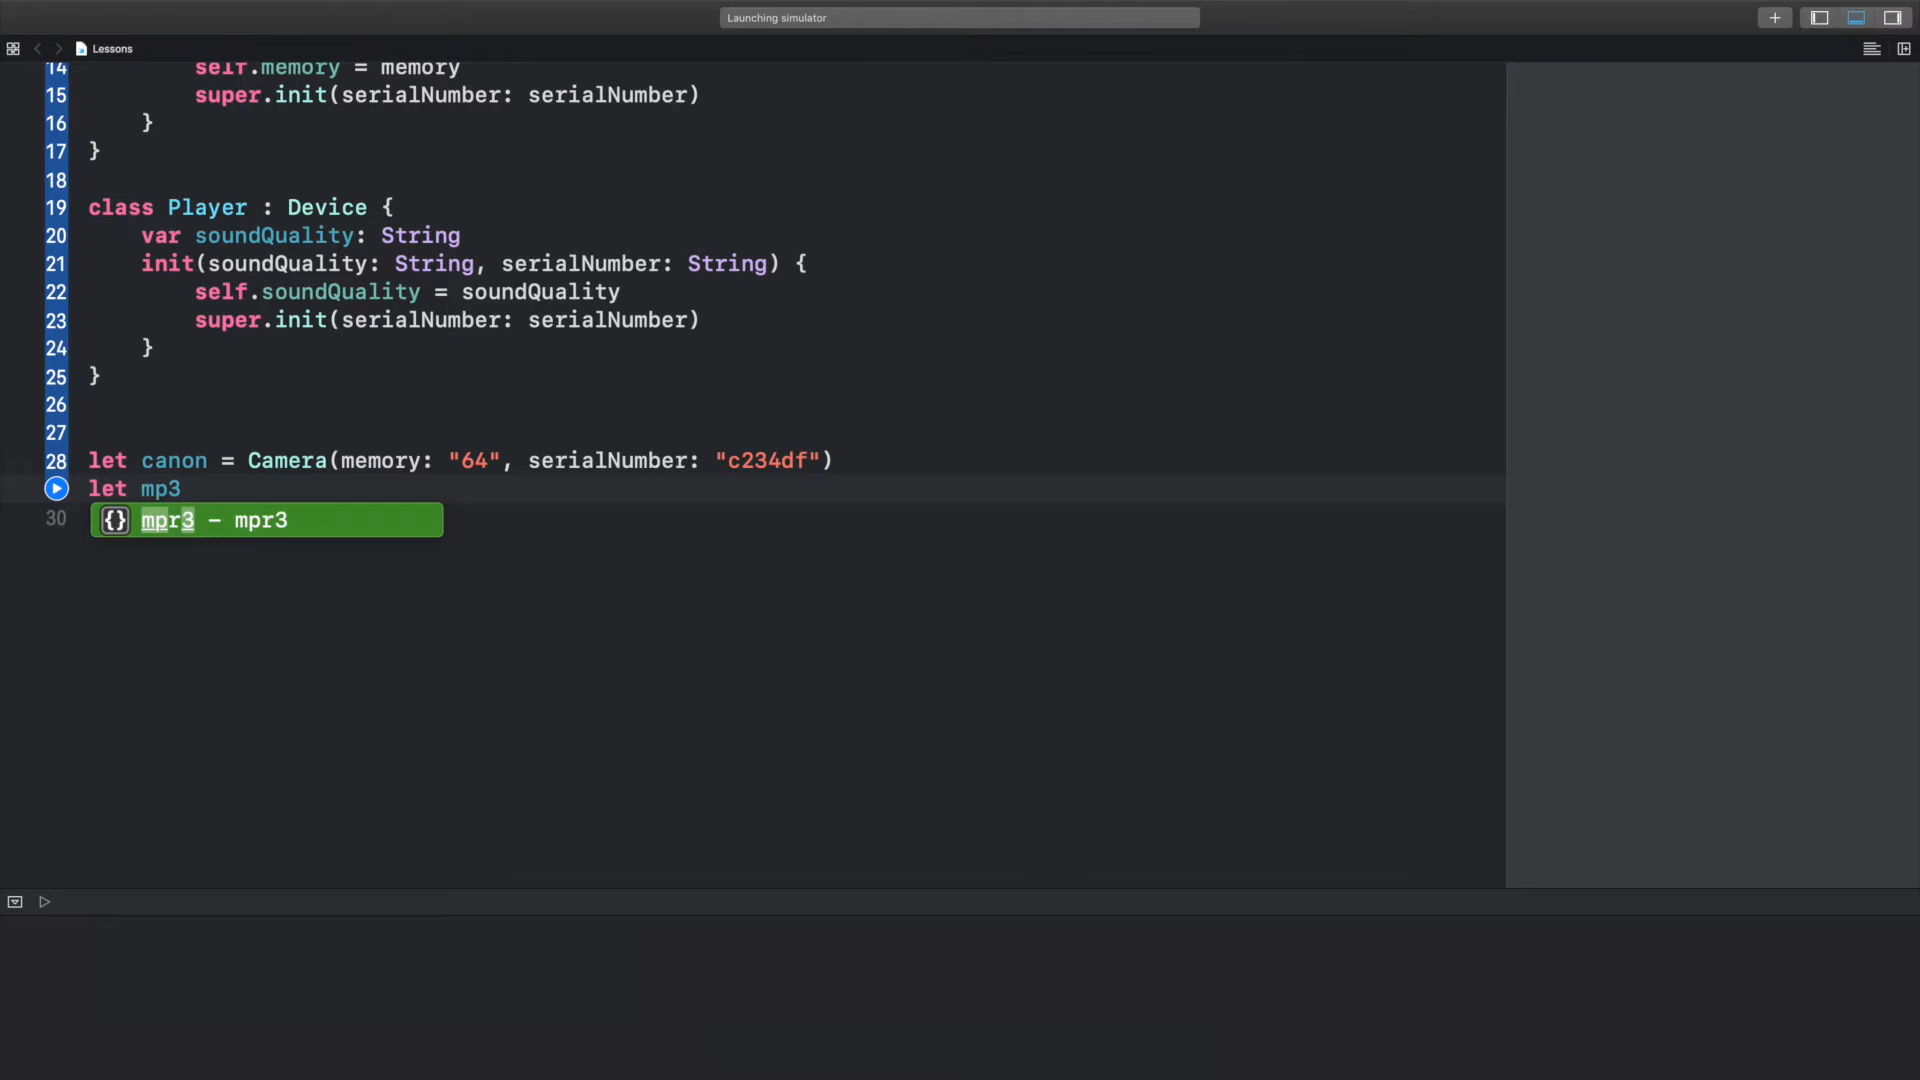 Launching simulator
Lessons
14 self.memory = memory
15 super.init(serialNumber: serialNumber)
16 }
17 }
18
19 class Player : Device {
20 var soundQuality: String
21 init(soundQuality: String, serialNumber: String) {
22 self.soundQuality = soundQuality
23 super.init(serialNumber: serialNumber)
24 }
25 }
26
27
28 let canon = Camera(memory: "64", serialNumber: "c234df")
let mp3
30 {} mpr3 – mpr3